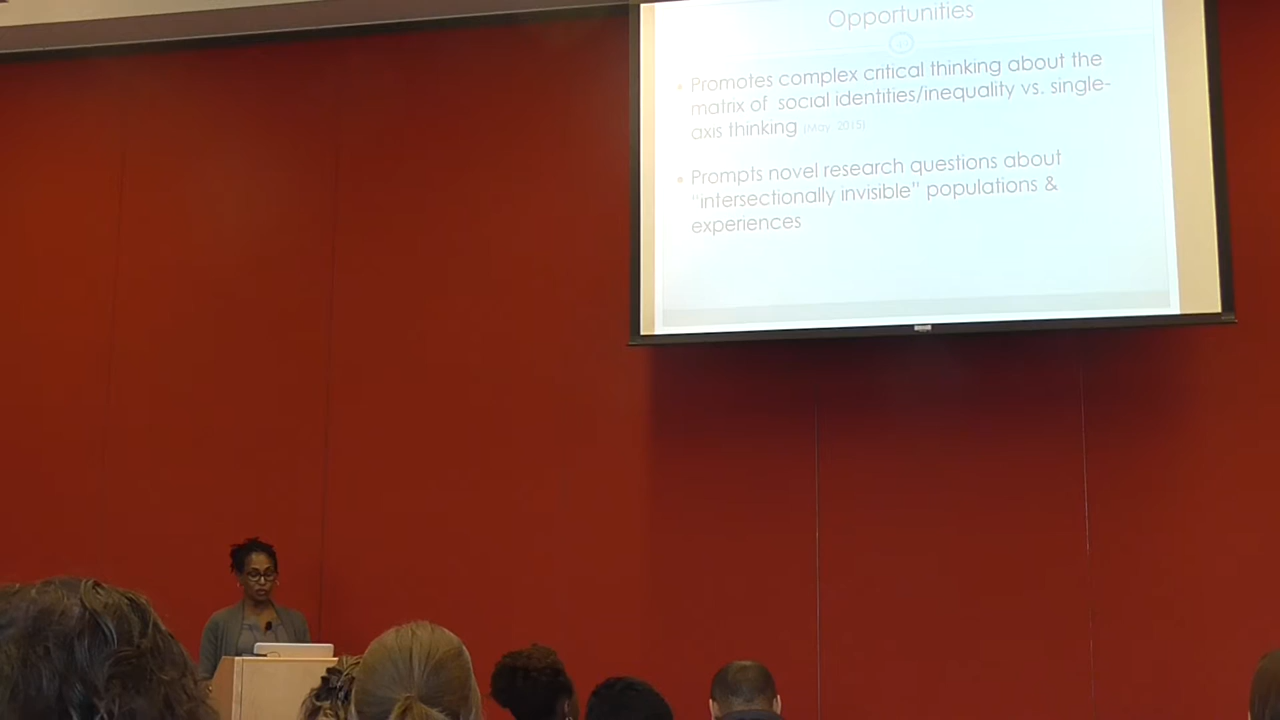 Opportunities
▪ Promotes complex critical thinking about the
matrix of social identities/inequality vs. single-
axis thinking (May, 2015)
▪ Prompts novel research questions about
"intersectionally invisible" populations &
experiences